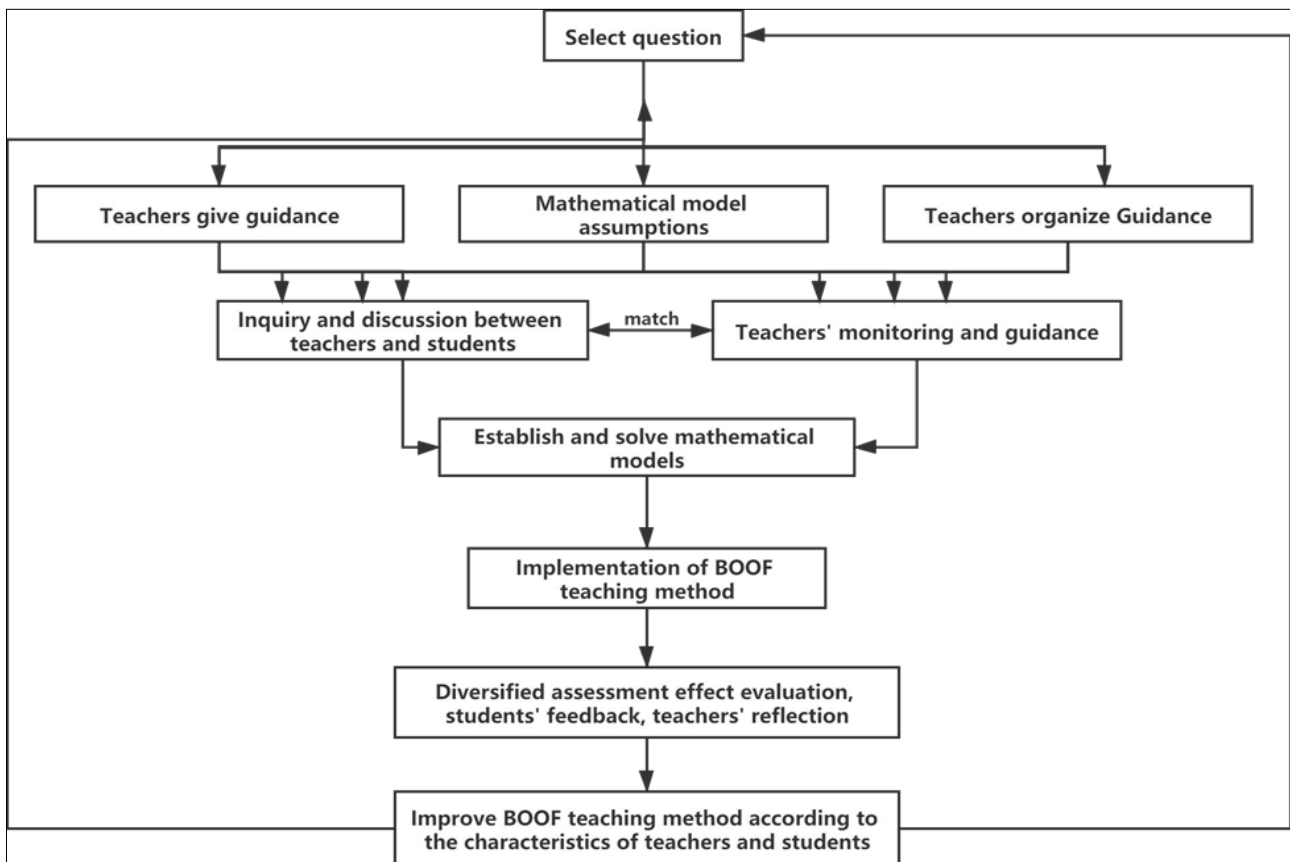 Select question
Teachers give guidance
Mathematical model
assumptions
Teachers organize Guidance
Inquiry and discussion between
teachers and students
match
Teachers' monitoring and guidance
Establish and solve mathematical
models
Implementation of BOOF
teaching method
Diversified assessment effect evaluation,
students' feedback, teachers' reflection
Improve BOOF teaching method according to
the characteristics of teachers and students